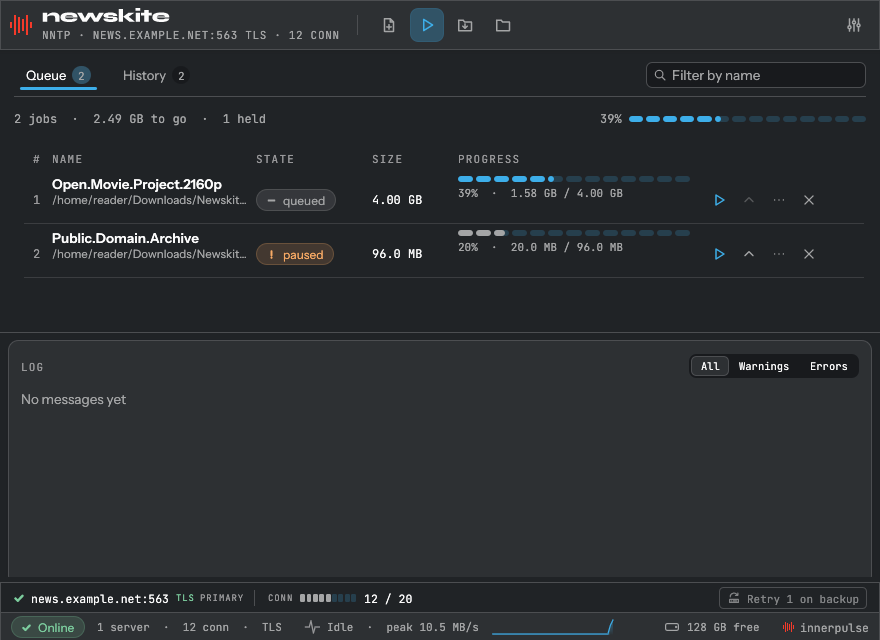 newskite
NNTP · NEWS.EXAMPLE.NET:563 TLS · 12 CONN
Queue 2
History 2
Filter by name
2 jobs · 2.49 GB to go · 1 held
39%
# NAME STATE SIZE PROGRESS
Open.Movie.Project.2160p
1 /home/reader/Downloads/Newskit… queued 4.00 GB 39% · 1.58 GB / 4.00 GB
Public.Domain.Archive
2 /home/reader/Downloads/Newskit… ! paused 96.0 MB 20% · 20.0 MB / 96.0 MB
LOG
All Warnings Errors
No messages yet
news.example.net:563 TLS PRIMARY CONN 12 / 20
Retry 1 on backup
Online 1 server · 12 conn · TLS Idle · peak 10.5 MB/s 128 GB free innerpulse